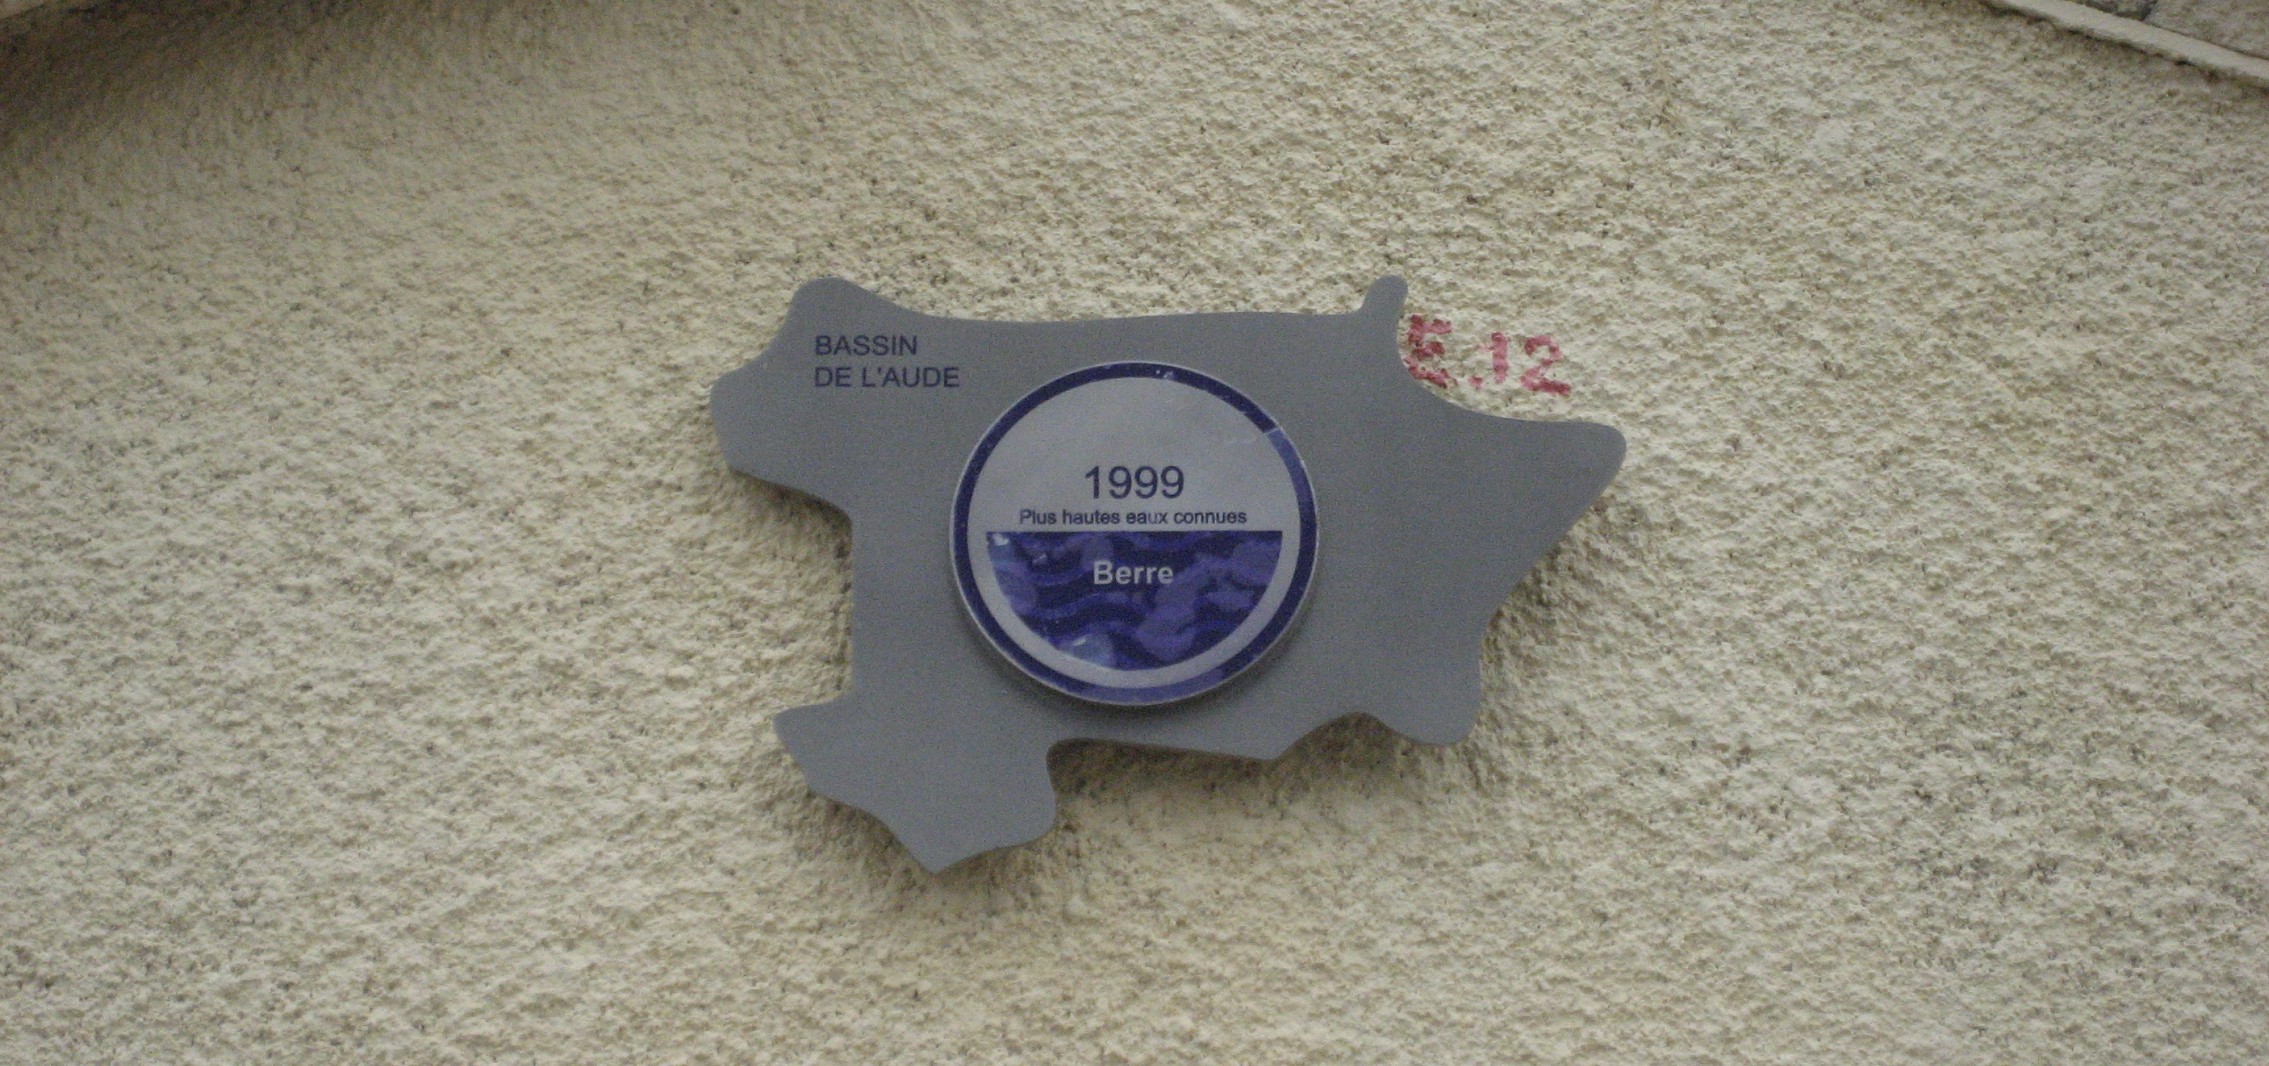 BASSIN
DE L'AUDE
E.12
1999
Plus hautes eaux connues
Berre